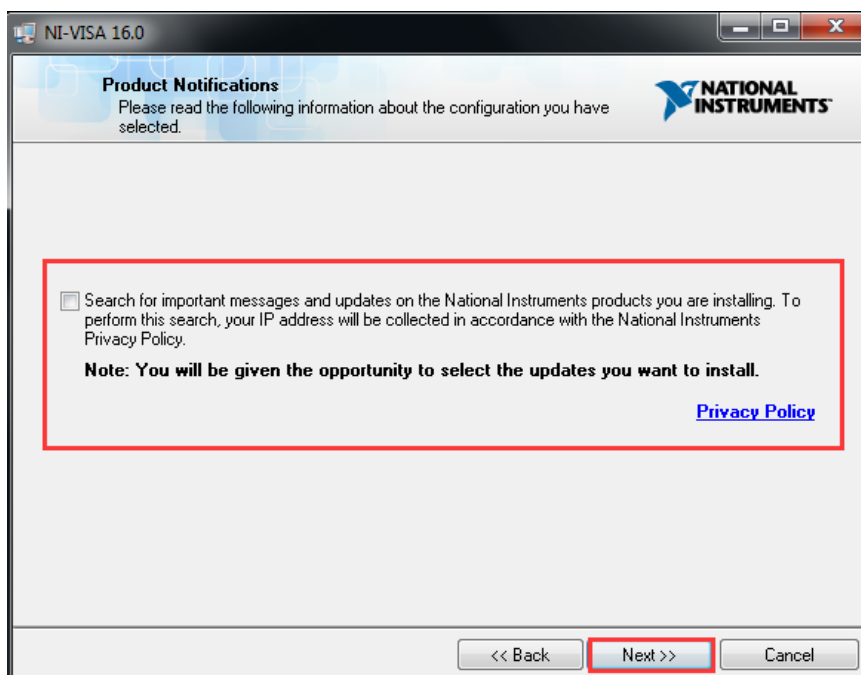 NI-VISA 16.0
Product Notifications
Please read the following information about the configuration you have
selected.
NATIONAL
INSTRUMENTS™
Search for important messages and updates on the National Instruments products you are installing. To
perform this search, your IP address will be collected in accordance with the National Instruments
Privacy Policy.
Note: You will be given the opportunity to select the updates you want to install.
Privacy Policy
<< Back
Next >>
Cancel